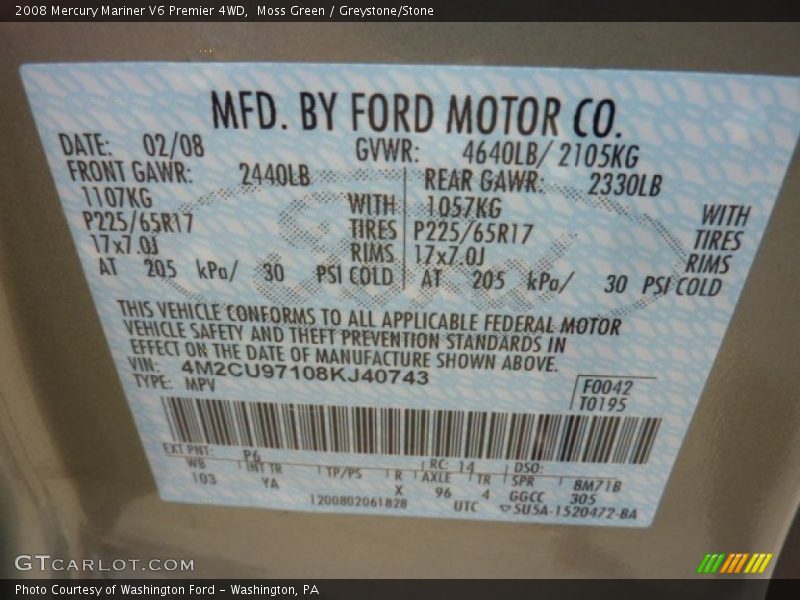 2008 Mercury Mariner V6 Premier 4WD,  Moss Green / Greystone/Stone
MFD. BY FORD MOTOR CO.
DATE: 02/08 GVWR: 4640LB/ 2105KG
FRONT GAWR: 2440LB REAR GAWR: 2330LB
1107KG WITH 1057KG WITH
P225/65R17 TIRES P225/65R17 TIRES
17x7.0J RIMS 17x7.0J RIMS
AT 205 kPa/ 30 PSI COLD AT 205 kPa/ 30 PSI COLD
THIS VEHICLE CONFORMS TO ALL APPLICABLE FEDERAL MOTOR
VEHICLE SAFETY AND THEFT PREVENTION STANDARDS IN
EFFECT ON THE DATE OF MANUFACTURE SHOWN ABOVE.
VIN: 4M2CU97108KJ40743
TYPE: MPV
F0042
T0195
EXT PNT: P6 RC: 14 DSO:
WB INT TR TP/PS R AXLE TR SPR 8M71B
103 YA X 96 4 GGCC 305
1200802061828 UTC ▽5U5A-1520472-BA
GTCARLOT.COM
Photo Courtesy of Washington Ford - Washington, PA